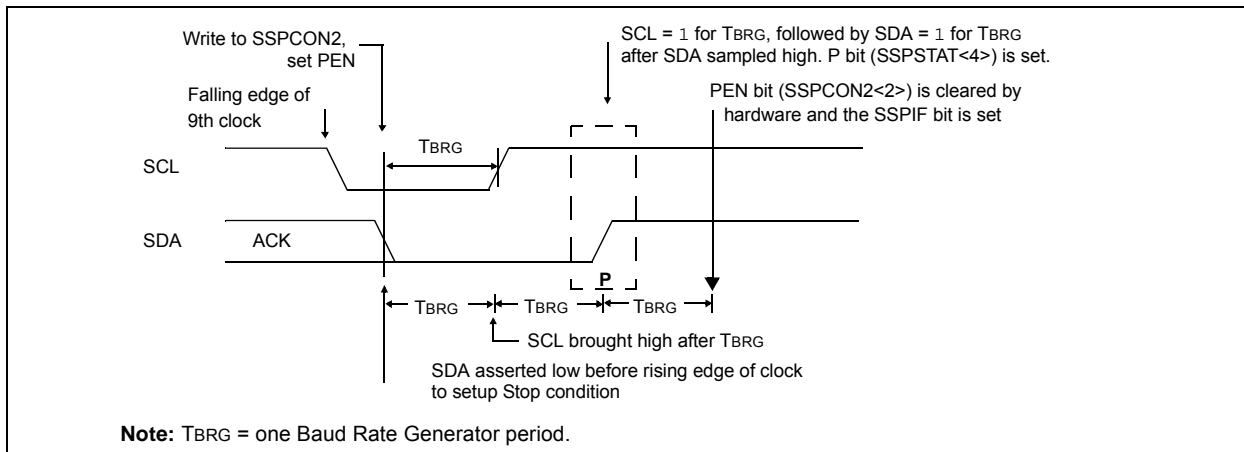 Write to SSPCON2,
set PEN
SCL = 1 for TBRG, followed by SDA = 1 for TBRG
after SDA sampled high. P bit (SSPSTAT<4>) is set.
Falling edge of
9th clock
PEN bit (SSPCON2<2>) is cleared by
hardware and the SSPIF bit is set
TBRG
SCL
SDA
ACK
P
TBRG
TBRG
TBRG
SCL brought high after TBRG
SDA asserted low before rising edge of clock
to setup Stop condition
Note: TBRG = one Baud Rate Generator period.